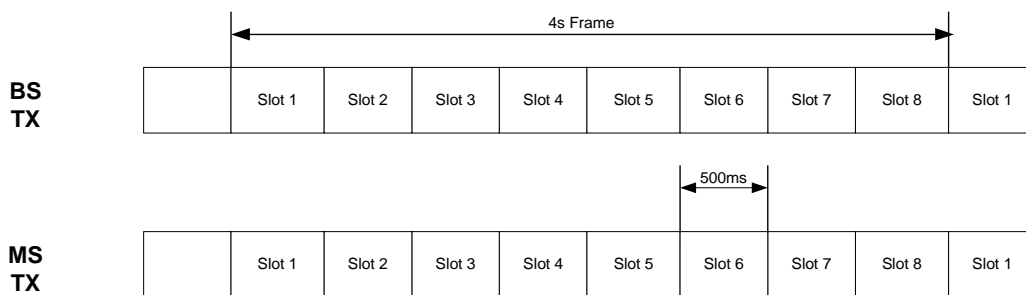 4s Frame
BS
TX
Slot 1 Slot 2 Slot 3 Slot 4 Slot 5 Slot 6 Slot 7 Slot 8 Slot 1
500ms
MS
TX
Slot 1 Slot 2 Slot 3 Slot 4 Slot 5 Slot 6 Slot 7 Slot 8 Slot 1